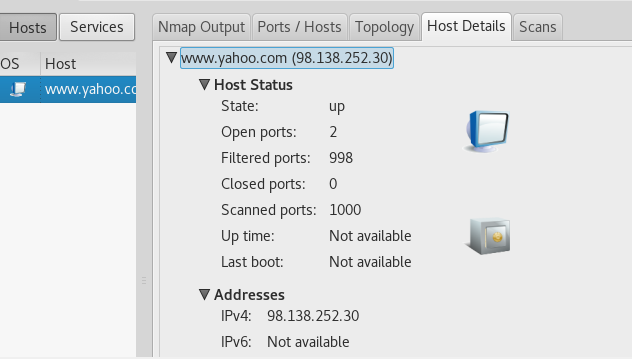 Hosts Services Nmap Output Ports / Hosts Topology Host Details Scans
OS Host
www.yahoo.co
www.yahoo.com (98.138.252.30)
Host Status
State: up
Open ports: 2
Filtered ports: 998
Closed ports: 0
Scanned ports: 1000
Up time: Not available
Last boot: Not available
Addresses
IPv4: 98.138.252.30
IPv6: Not available